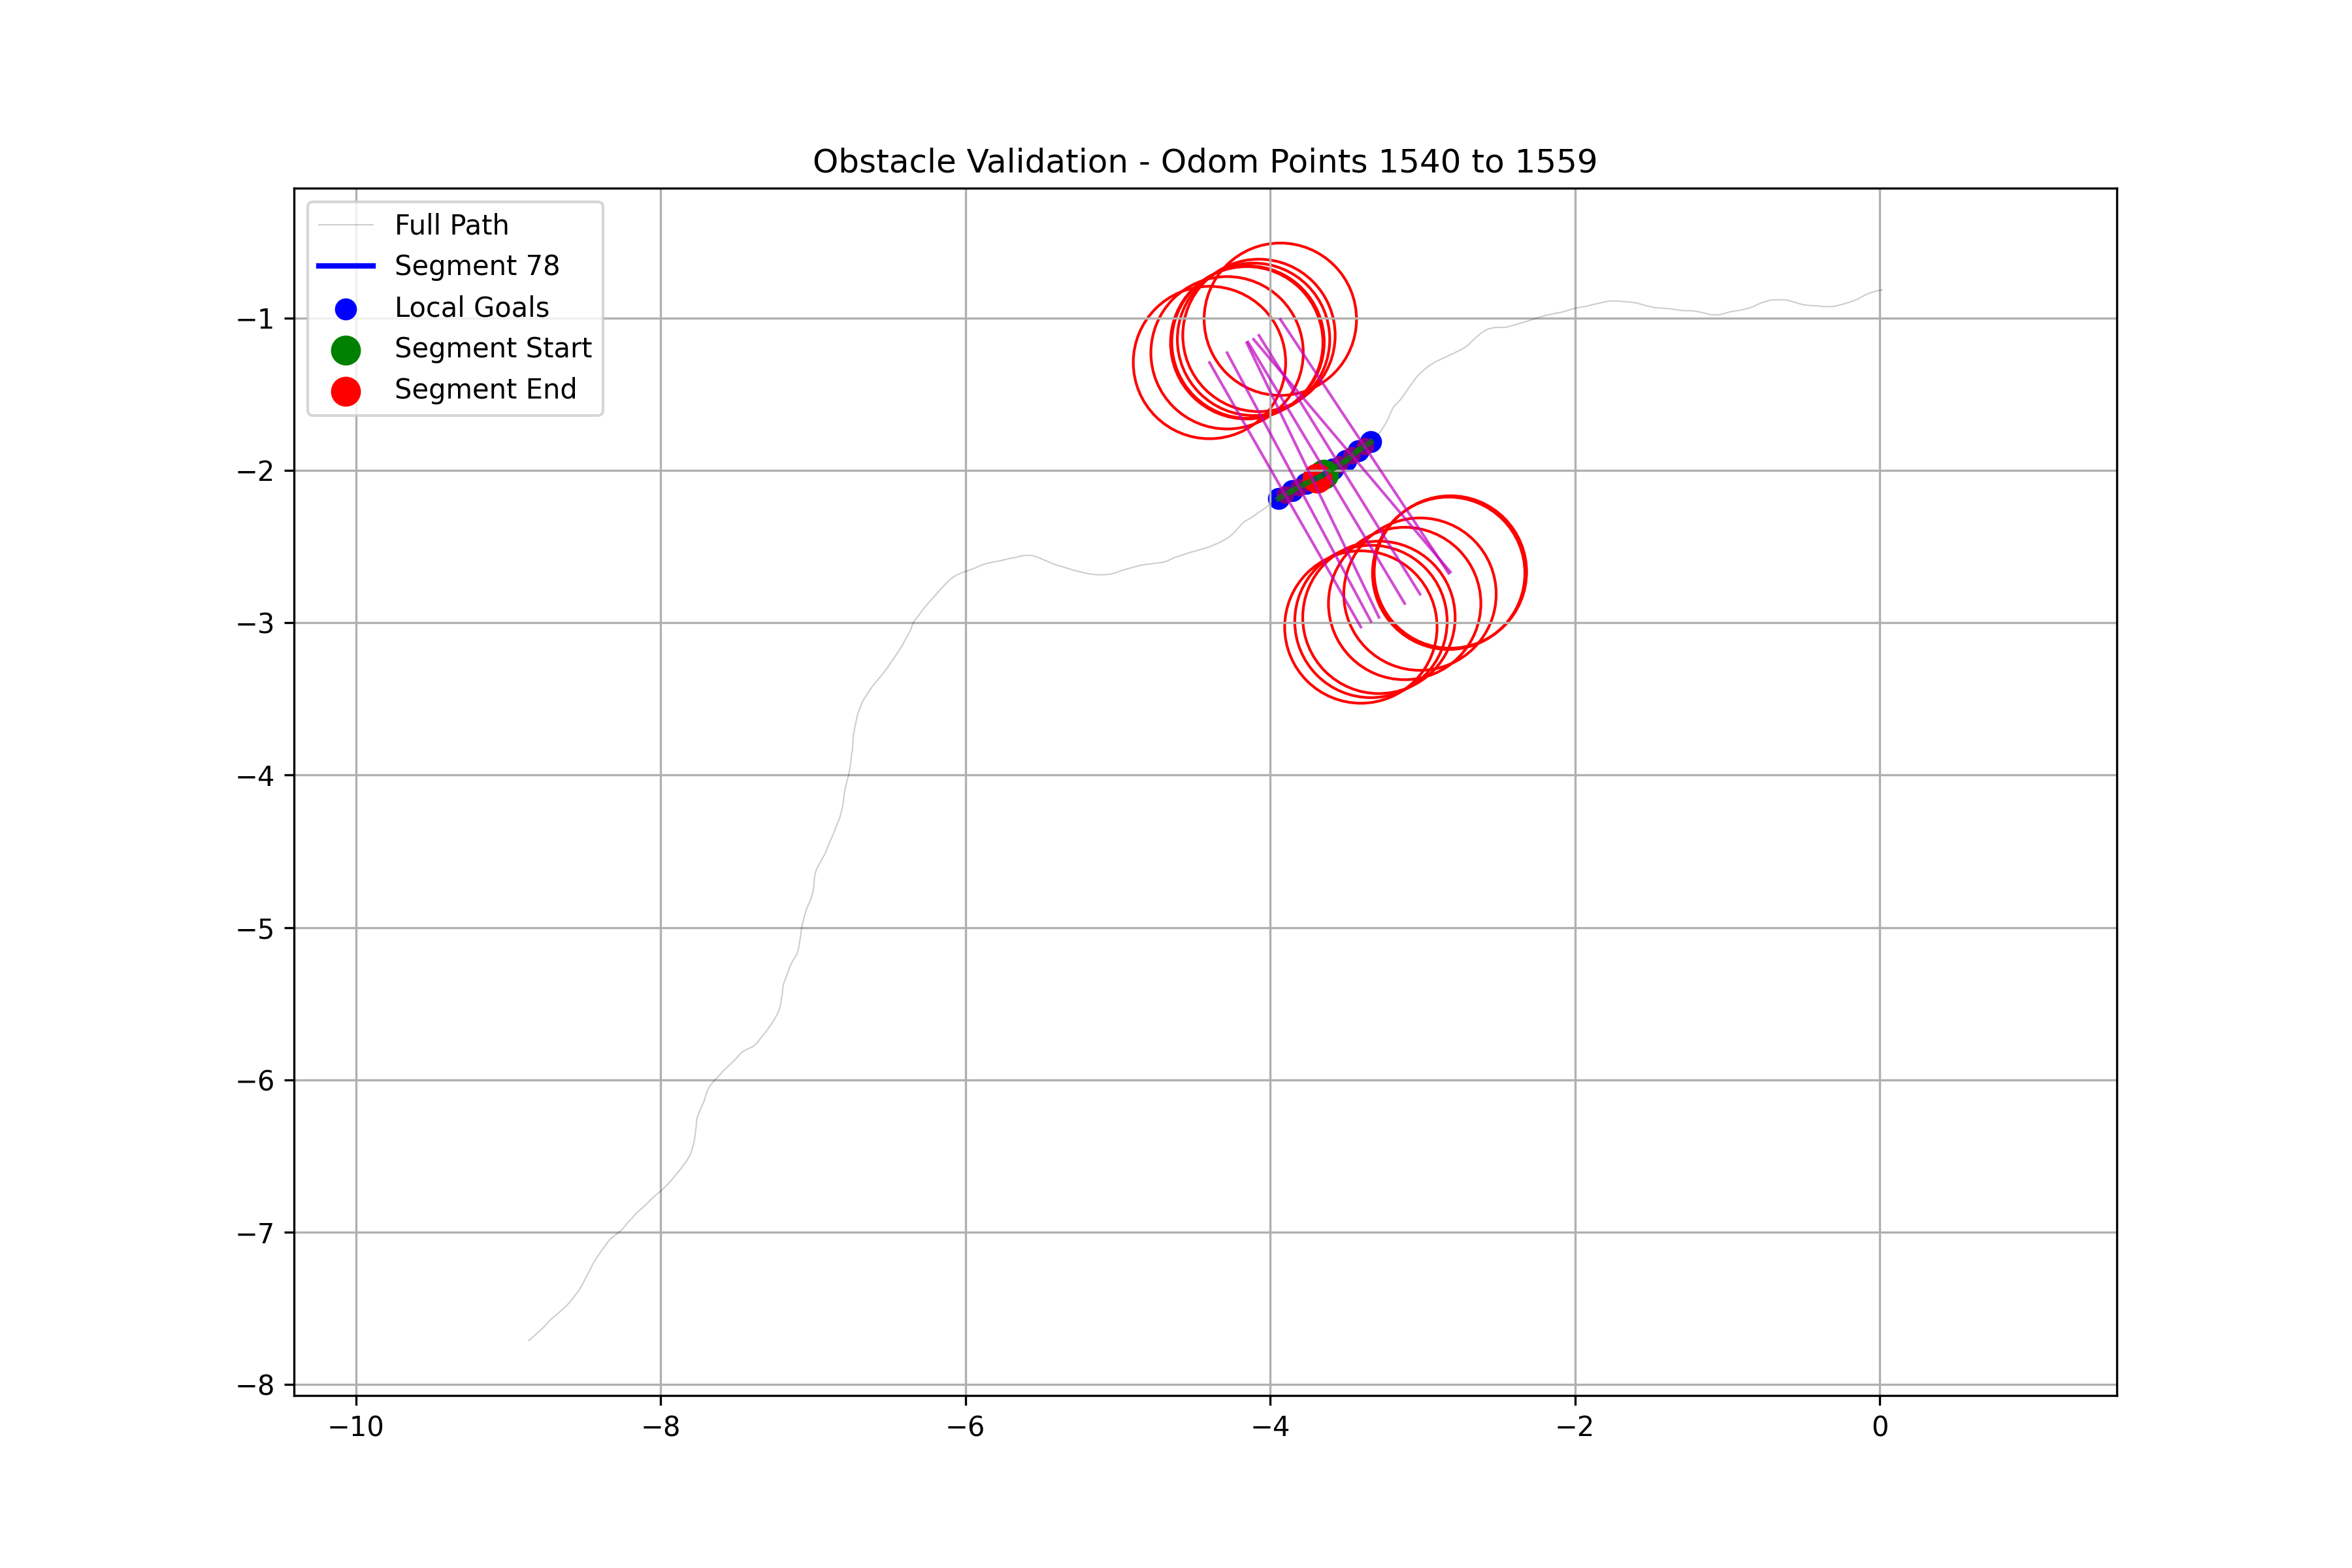 Obstacle Validation - Odom Points 1540 to 1559
Full Path
Segment 78
Local Goals
Segment Start
Segment End
−1
−2
−3
−4
−5
−6
−7
−8
−10
−8
−6
−4
−2
0